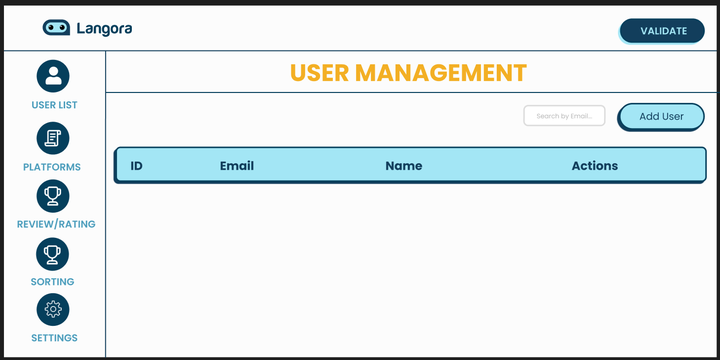 Langora
VALIDATE
USER MANAGEMENT
USER LIST
Search by Email...
Add User
PLATFORMS
ID Email Name Actions
REVIEW/RATING
SORTING
SETTINGS